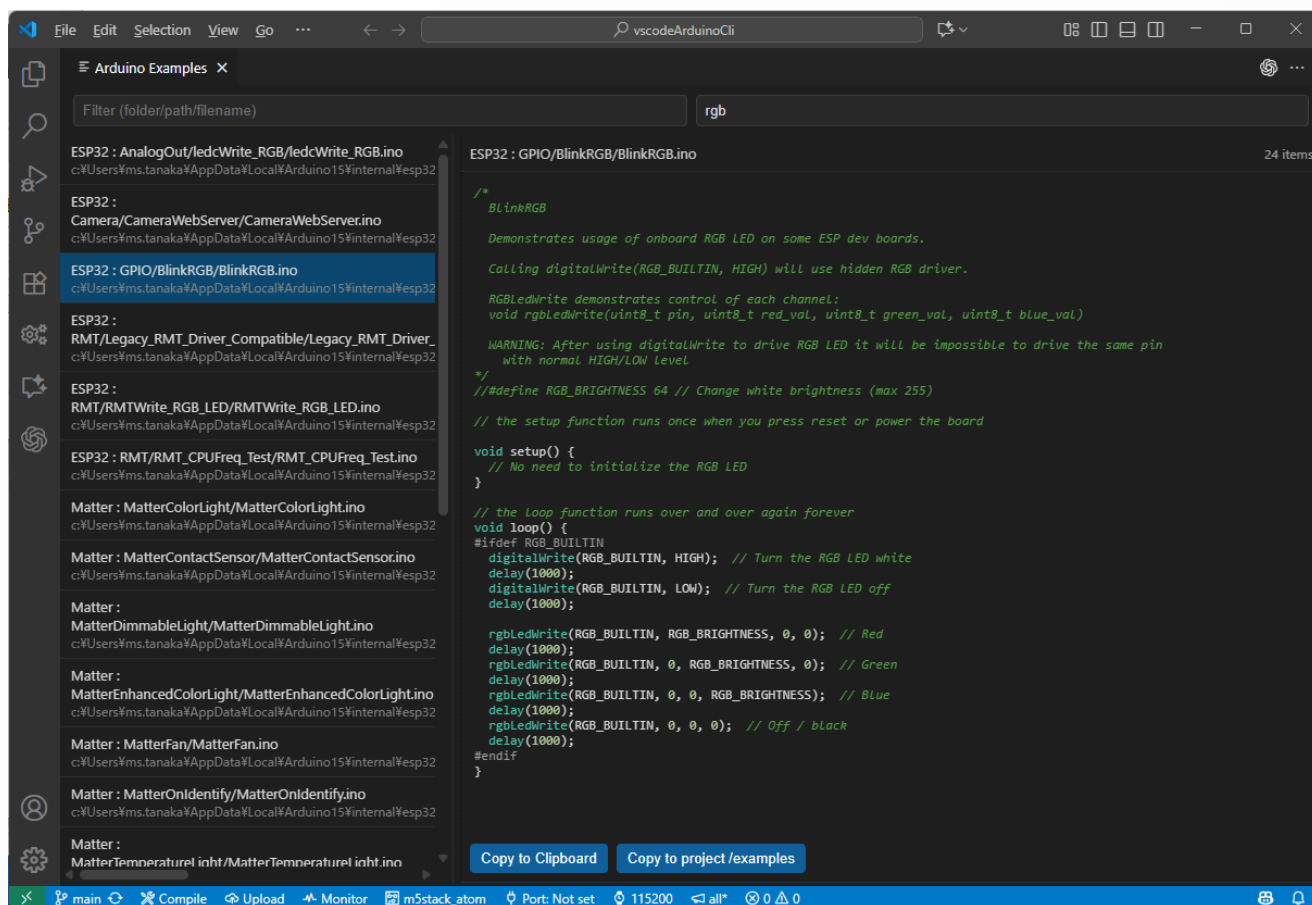 File Edit Selection View Go ··· vscodeArduinoCli
Arduino Examples
Filter (folder/path/filename)
rgb
ESP32 : AnalogOut/ledcWrite_RGB/ledcWrite_RGB.ino
c:¥Users¥ms.tanaka¥AppData¥Local¥Arduino15¥internal¥esp32
ESP32 :
Camera/CameraWebServer/CameraWebServer.ino
c:¥Users¥ms.tanaka¥AppData¥Local¥Arduino15¥internal¥esp32
ESP32 : GPIO/BlinkRGB/BlinkRGB.ino
c:¥Users¥ms.tanaka¥AppData¥Local¥Arduino15¥internal¥esp32
ESP32 :
RMT/Legacy_RMT_Driver_Compatible/Legacy_RMT_Driver_
c:¥Users¥ms.tanaka¥AppData¥Local¥Arduino15¥internal¥esp32
ESP32 :
RMT/RMTWrite_RGB_LED/RMTWrite_RGB_LED.ino
c:¥Users¥ms.tanaka¥AppData¥Local¥Arduino15¥internal¥esp32
ESP32 : RMT/RMT_CPUFreq_Test/RMT_CPUFreq_Test.ino
c:¥Users¥ms.tanaka¥AppData¥Local¥Arduino15¥internal¥esp32
Matter : MatterColorLight/MatterColorLight.ino
c:¥Users¥ms.tanaka¥AppData¥Local¥Arduino15¥internal¥esp32
Matter : MatterContactSensor/MatterContactSensor.ino
c:¥Users¥ms.tanaka¥AppData¥Local¥Arduino15¥internal¥esp32
Matter :
MatterDimmableLight/MatterDimmableLight.ino
c:¥Users¥ms.tanaka¥AppData¥Local¥Arduino15¥internal¥esp32
Matter :
MatterEnhancedColorLight/MatterEnhancedColorLight.ino
c:¥Users¥ms.tanaka¥AppData¥Local¥Arduino15¥internal¥esp32
Matter : MatterFan/MatterFan.ino
c:¥Users¥ms.tanaka¥AppData¥Local¥Arduino15¥internal¥esp32
Matter : MatterOnIdentify/MatterOnIdentify.ino
c:¥Users¥ms.tanaka¥AppData¥Local¥Arduino15¥internal¥esp32
Matter :
MatterTemperatureLight/MatterTemperatureLight.ino
ESP32 : GPIO/BlinkRGB/BlinkRGB.ino
24 items
/*
BlinkRGB
Demonstrates usage of onboard RGB LED on some ESP dev boards.
Calling digitalWrite(RGB_BUILTIN, HIGH) will use hidden RGB driver.
RGBLedWrite demonstrates control of each channel:
void rgbLedWrite(uint8_t pin, uint8_t red_val, uint8_t green_val, uint8_t blue_val)
WARNING: After using digitalWrite to drive RGB LED it will be impossible to drive the same pin
with normal HIGH/LOW level
*/
//#define RGB_BRIGHTNESS 64 // Change white brightness (max 255)
// the setup function runs once when you press reset or power the board
void setup() {
// No need to initialize the RGB LED
}
// the loop function runs over and over again forever
void loop() {
#ifdef RGB_BUILTIN
digitalWrite(RGB_BUILTIN, HIGH); // Turn the RGB LED white
delay(1000);
digitalWrite(RGB_BUILTIN, LOW); // Turn the RGB LED off
delay(1000);
rgbLedWrite(RGB_BUILTIN, RGB_BRIGHTNESS, 0, 0); // Red
delay(1000);
rgbLedWrite(RGB_BUILTIN, 0, RGB_BRIGHTNESS, 0); // Green
delay(1000);
rgbLedWrite(RGB_BUILTIN, 0, 0, RGB_BRIGHTNESS); // Blue
delay(1000);
rgbLedWrite(RGB_BUILTIN, 0, 0, 0); // Off / black
delay(1000);
#endif
}
Copy to Clipboard
Copy to project /examples
main Compile Upload Monitor m5stack_atom Port: Not set 115200 all* 0 0